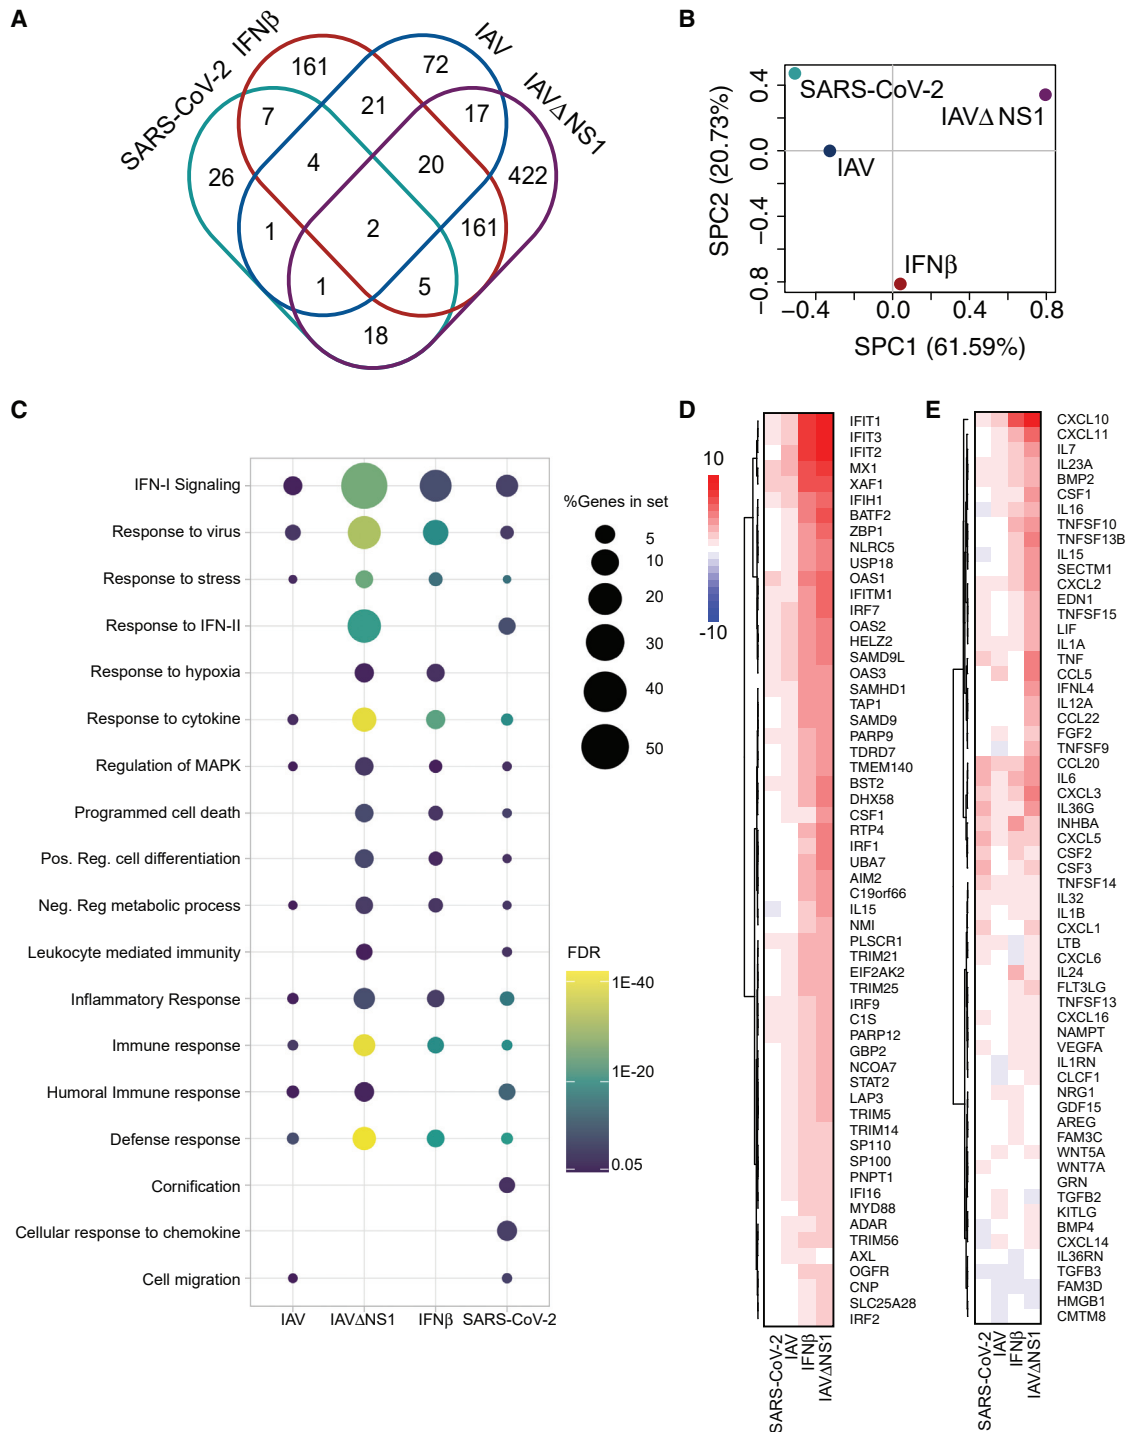 A
SARS-CoV-2
IFNβ
IAV
IAVΔNS1
161
72
7
21
17
26
4
20
422
1
2
161
1
5
18
B
SPC2 (20.73%)
0.4
0.0
−0.4
−0.8
SARS-CoV-2
IAVΔNS1
IAV
IFNβ
−0.4
0.0
0.4
0.8
SPC1 (61.59%)
C
IFN-I Signaling
Response to virus
Response to stress
Response to IFN-II
Response to hypoxia
Response to cytokine
Regulation of MAPK
Programmed cell death
Pos. Reg. cell differentiation
Neg. Reg metabolic process
Leukocyte mediated immunity
Inflammatory Response
Immune response
Humoral Immune response
Defense response
Cornification
Cellular response to chemokine
Cell migration
IAV
IAVΔNS1
IFNβ
SARS-CoV-2
%Genes in set
5
10
20
30
40
50
FDR
1E-40
1E-20
0.05
D
10
-10
IFIT1
IFIT3
IFIT2
MX1
XAF1
IFIH1
BATF2
ZBP1
NLRC5
USP18
OAS1
IFITM1
IRF7
OAS2
HELZ2
SAMD9L
OAS3
SAMHD1
TAP1
SAMD9
PARP9
TDRD7
TMEM140
BST2
DHX58
CSF1
RTP4
IRF1
UBA7
AIM2
C19orf66
IL15
NMI
PLSCR1
TRIM21
EIF2AK2
TRIM25
IRF9
C1S
PARP12
GBP2
NCOA7
STAT2
LAP3
TRIM5
TRIM14
SP110
SP100
PNPT1
IFI16
MYD88
ADAR
TRIM56
AXL
OGFR
CNP
SLC25A28
IRF2
SARS-CoV-2
IAV
IFNβ
IAVΔNS1
E
CXCL10
CXCL11
IL7
IL23A
BMP2
CSF1
IL16
TNFSF10
TNFSF13B
IL15
SECTM1
CXCL2
EDN1
TNFSF15
LIF
IL1A
TNF
CCL5
IFNL4
IL12A
CCL22
FGF2
TNFSF9
CCL20
IL6
CXCL3
IL36G
INHBA
CXCL5
CSF2
CSF3
TNFSF14
IL32
IL1B
CXCL1
LTB
CXCL6
IL24
FLT3LG
TNFSF13
CXCL16
NAMPT
VEGFA
IL1RN
CLCF1
NRG1
GDF15
AREG
FAM3C
WNT5A
WNT7A
GRN
TGFB2
KITLG
BMP4
CXCL14
IL36RN
TGFB3
FAM3D
HMGB1
CMTM8
SARS-CoV-2
IAV
IFNβ
IAVΔNS1